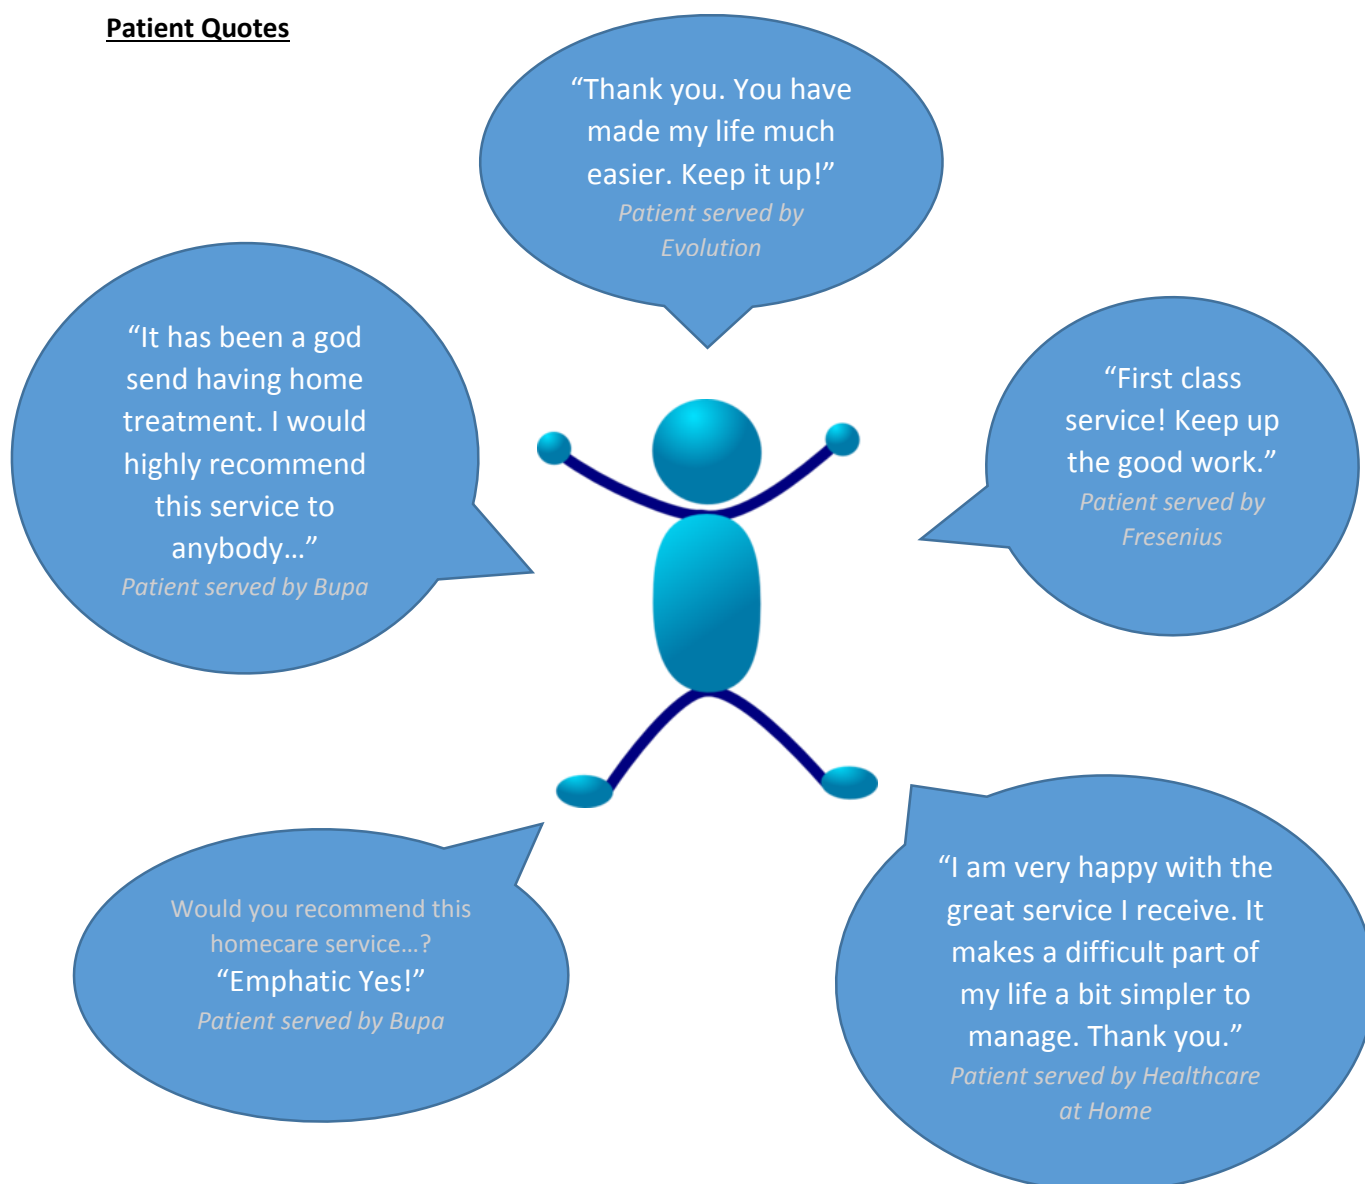 Patient Quotes
“Thank you. You have
made my life much
easier. Keep it up!”
Patient served by
Evolution
“It has been a god
send having home
treatment. I would
highly recommend
this service to
anybody…”
Patient served by Bupa
“First class
service! Keep up
the good work.”
Patient served by
Fresenius
Would you recommend this
homecare service…?
“Emphatic Yes!”
Patient served by Bupa
“I am very happy with the
great service I receive. It
makes a difficult part of
my life a bit simpler to
manage. Thank you.”
Patient served by Healthcare
at Home